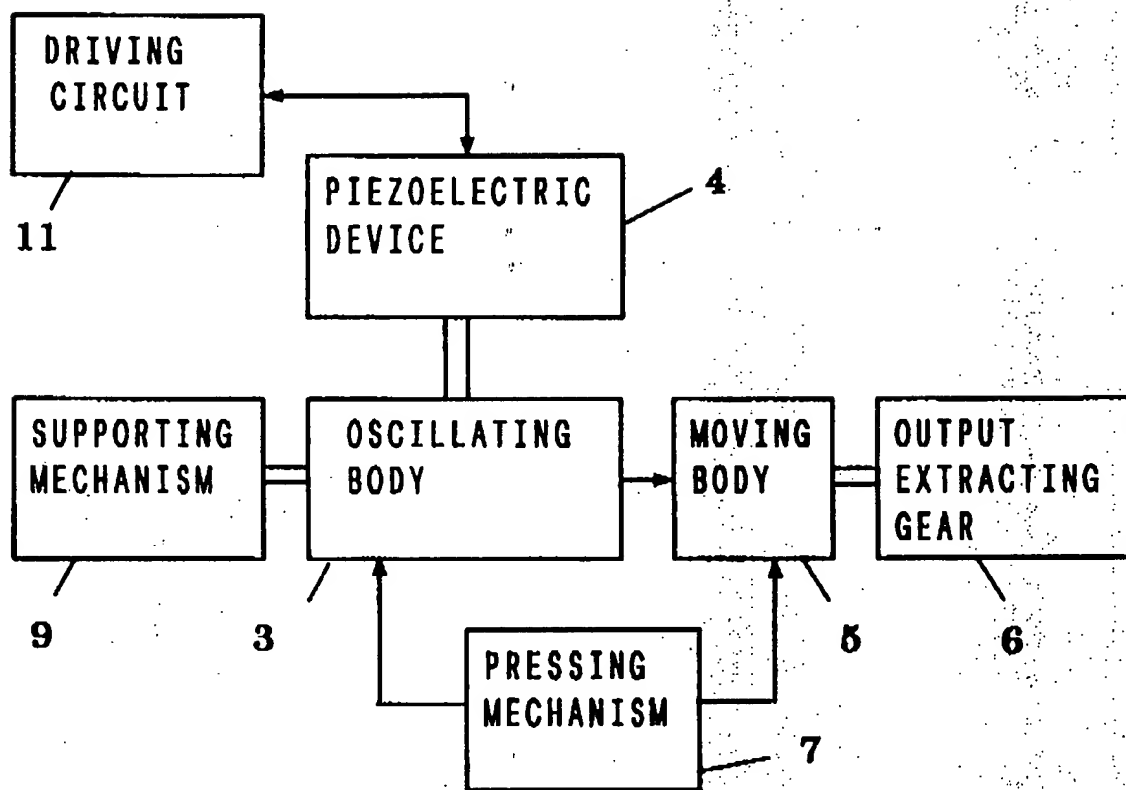 DRIVING
CIRCUIT
11
PIEZOELECTRIC
DEVICE
4
SUPPORTING
MECHANISM
9
OSCILLATING
BODY
3
MOVING
BODY
5
OUTPUT
EXTRACTING
GEAR
6
PRESSING
MECHANISM
7